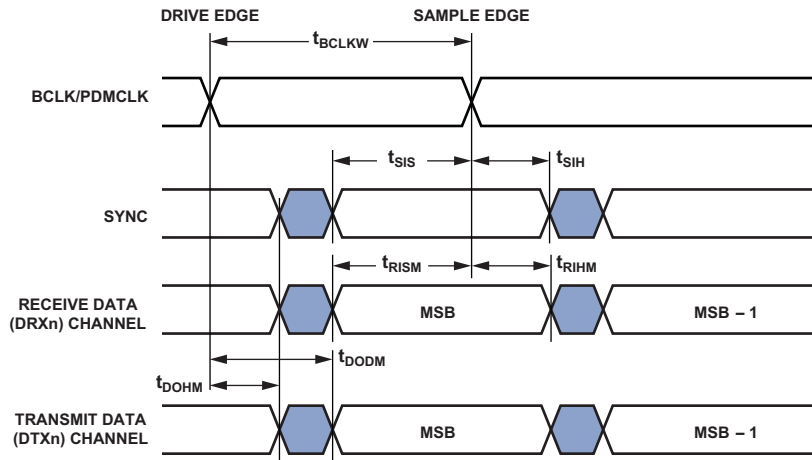 DRIVE EDGE
SAMPLE EDGE
tBCLKW
BCLK/PDMCLK
tSIS
tSIH
SYNC
tRISM
tRIHM
RECEIVE DATA
(DRXn) CHANNEL
MSB
MSB – 1
tDODM
tDOHM
TRANSMIT DATA
(DTXn) CHANNEL
MSB
MSB – 1